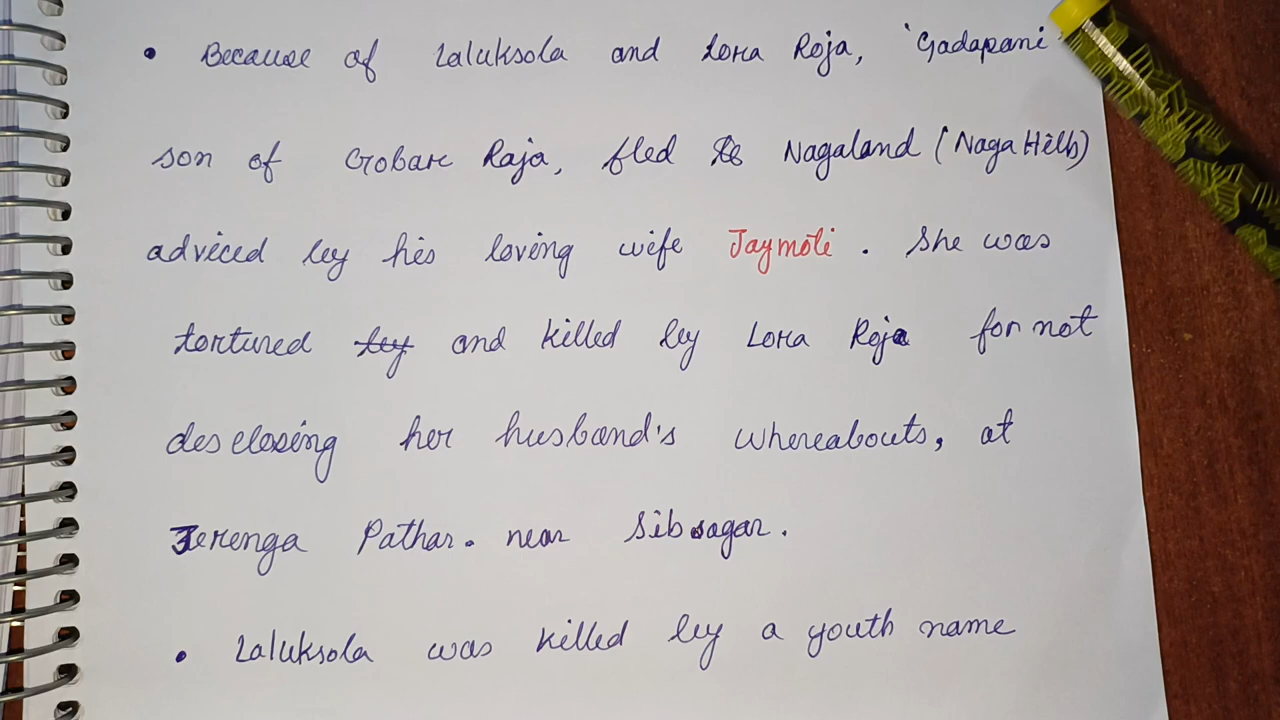 • Because of Laluksola and Lora Roja, 'Gadapani'
son of Gobar Raja, fled to Nagaland (Naga Hills)
adviced by his loving wife Jaymoti. She was
tortured by and killed by Lora Roja for not
desclosing her husband's whereabouts, at
Jerenga Pathar. near Sibsagar.
• Laluksola was killed by a youth name